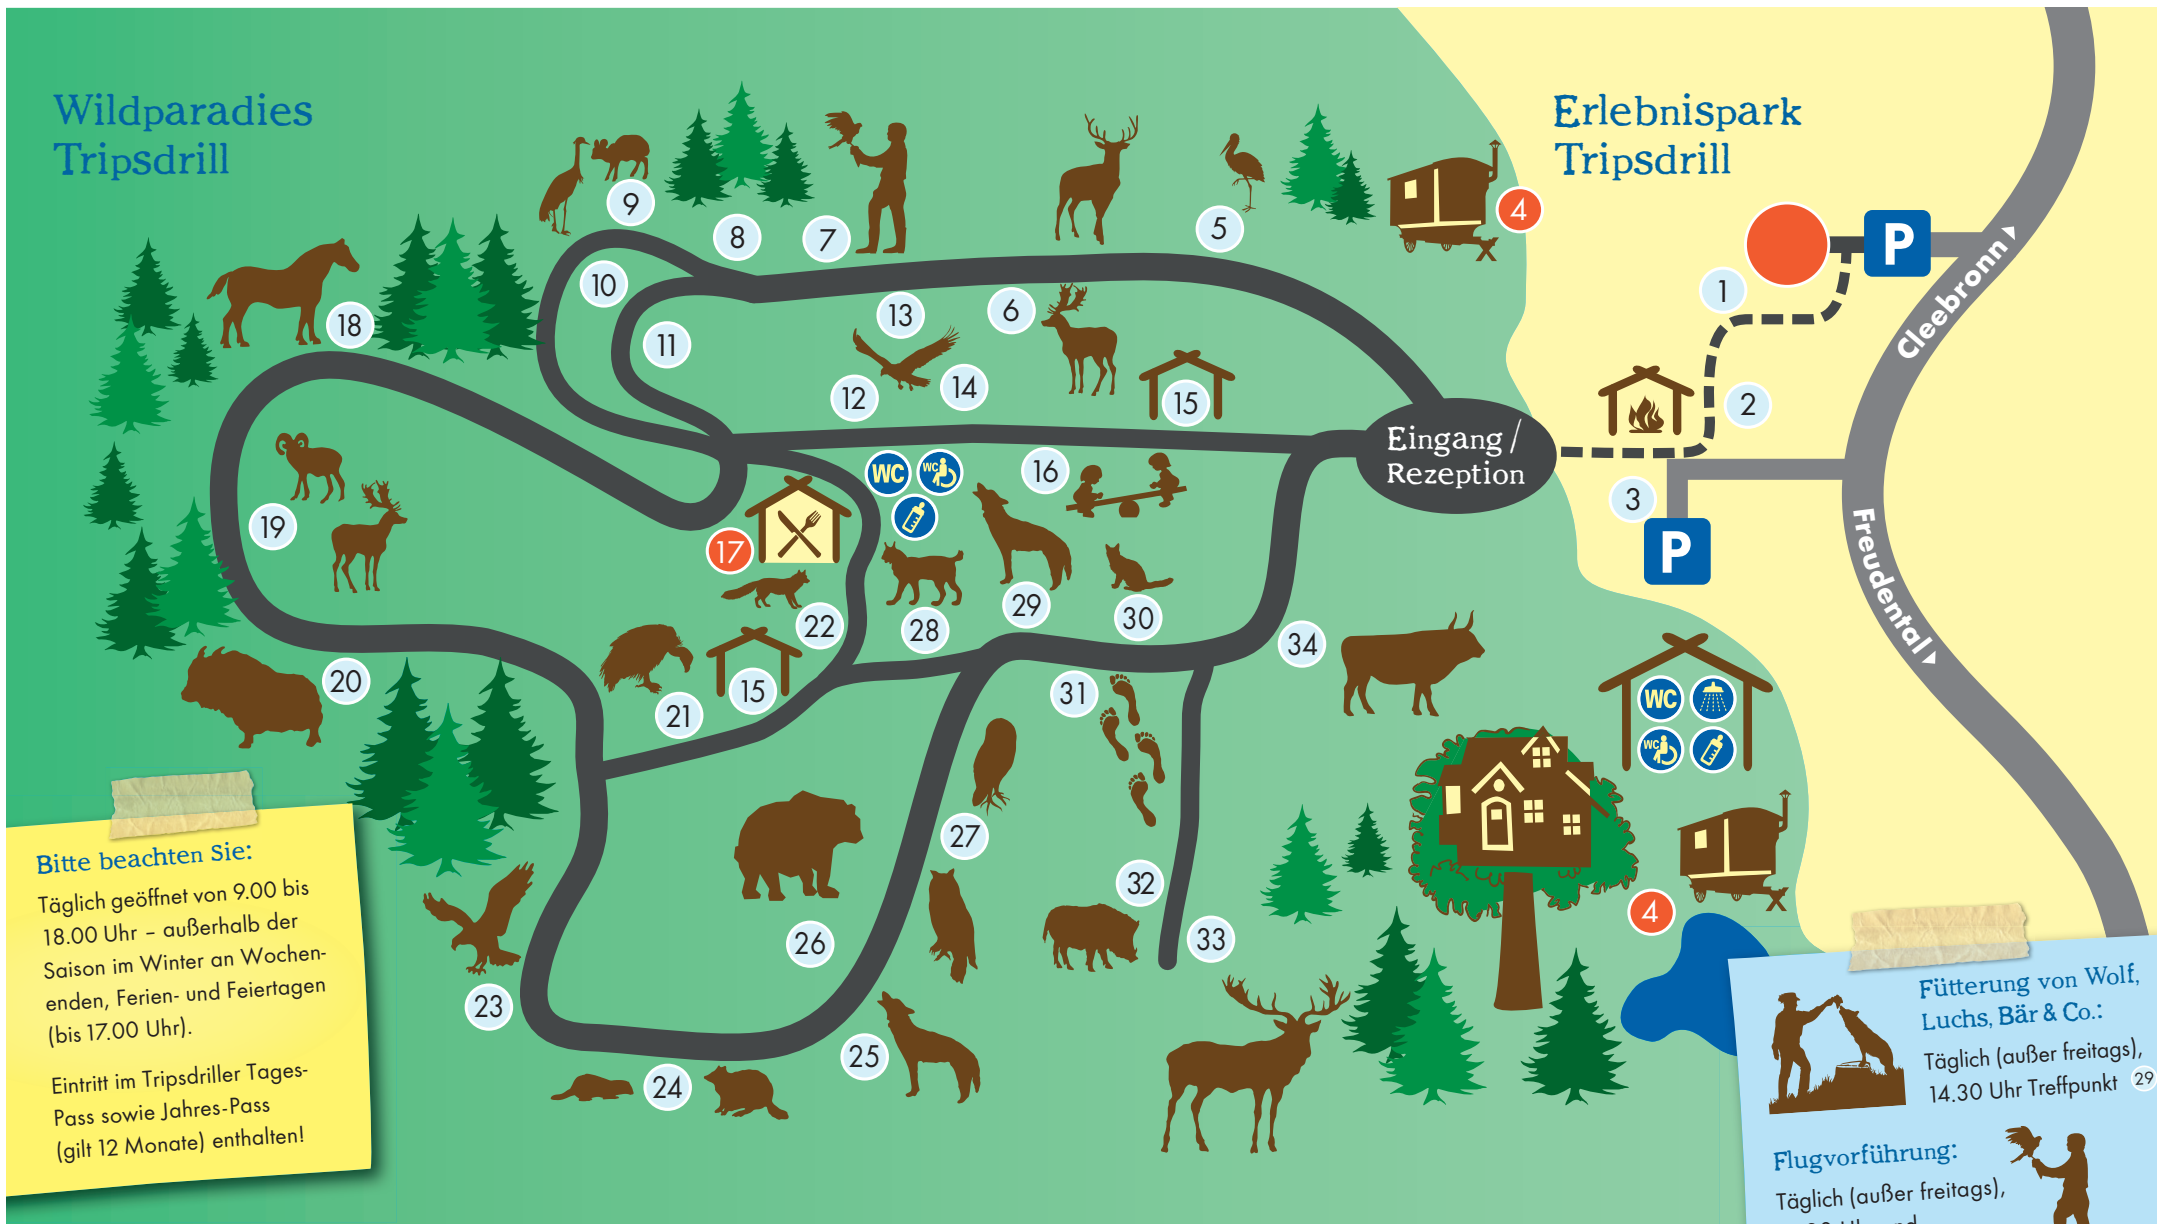 Wildparadies
Tripsdrill
Erlebnispark
Tripsdrill
9
8
7
5
4
P
Cleebronn
1
10
11
13
6
18
12
14
15
2
Eingang /
Rezeption
WC
WC
16
3
P
Freudental
19
17
22
28
29
30
34
20
21
15
31
WC
WC
27
32
4
33
26
23
25
24
Bitte beachten Sie:
Täglich geöffnet von 9.00 bis
18.00 Uhr – außerhalb der
Saison im Winter an Wochen-
enden, Ferien- und Feiertagen
(bis 17.00 Uhr).
Eintritt im Tripsdriller Tages-
Pass sowie Jahres-Pass
(gilt 12 Monate) enthalten!
Fütterung von Wolf,
Luchs, Bär & Co.:
Täglich (außer freitags),
14.30 Uhr Treffpunkt 29
Flugvorführung:
Täglich (außer freitags),